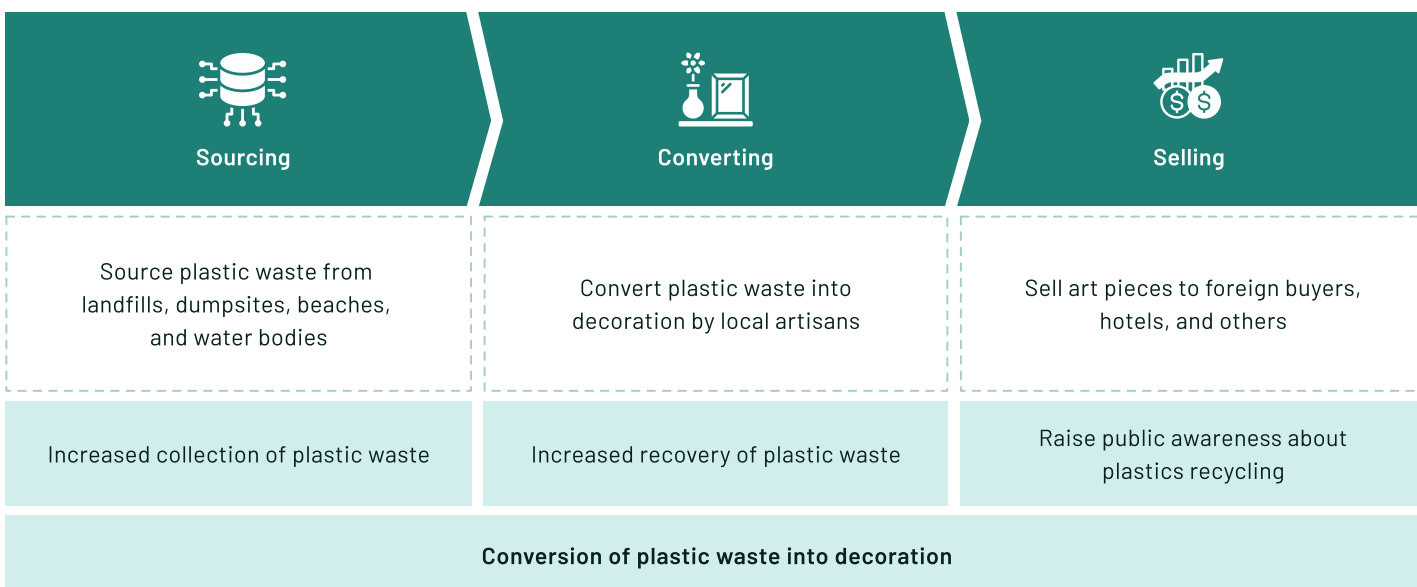 Sourcing
Converting
Selling
Source plastic waste from
landfills, dumpsites, beaches,
and water bodies
Convert plastic waste into
decoration by local artisans
Sell art pieces to foreign buyers,
hotels, and others
Increased collection of plastic waste
Increased recovery of plastic waste
Raise public awareness about
plastics recycling
Conversion of plastic waste into decoration